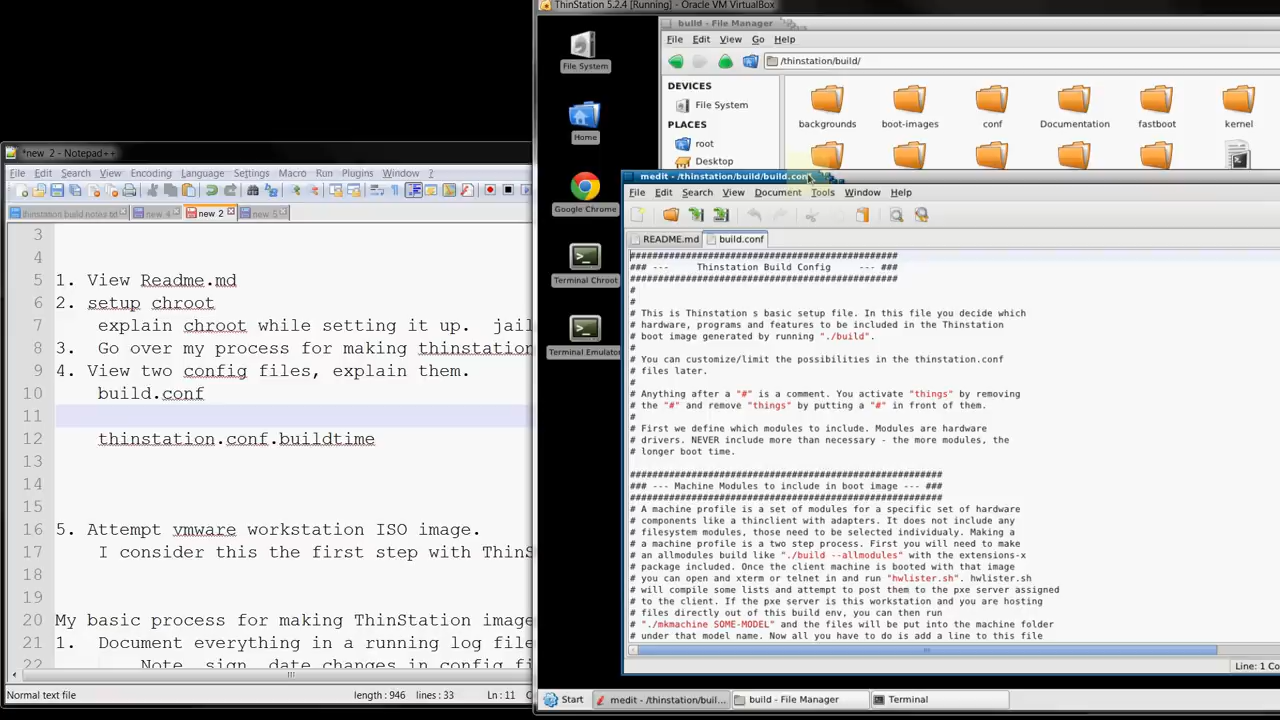 ThinStation 5.2.4 [Running] - Oracle VM VirtualBox
build - File Manager
File Edit View Go Help
/thinstation/build/
DEVICES
File System
PLACES
root
Desktop
backgrounds boot-images conf Documentation fastboot kernel
File System
Home
Google Chrome
Terminal Chroot
Terminal Emulator
*new 2 - Notepad++
File Edit Search View Encoding Language Settings Macro Run Plugins Window ?
thinstation build notes.txt new 4 new 2 new 5
3
4
5 1. View Readme.md
6 2. setup chroot
7 explain chroot while setting it up. jail
8 3. Go over my process for making thinstation
9 4. View two config files, explain them.
10 build.conf
11
12 thinstation.conf.buildtime
13
14
15
16 5. Attempt vmware workstation ISO image.
17 I consider this the first step with ThinS
18
19
20 My basic process for making ThinStation image
21 1. Document everything in a running log file
22 Note, sign, date changes in config fi
Normal text file length : 946 lines : 33 Ln : 11
medit - /thinstation/build/build.conf
File Edit Search View Document Tools Window Help
README.md build.conf
################################################
### --- Thinstation Build Config --- ###
################################################
#
#
# This is Thinstation s basic setup file. In this file you decide which
# hardware, programs and features to be included in the Thinstation
# boot image generated by running "./build".
#
# You can customize/limit the possibilities in the thinstation.conf
# files later.
#
# Anything after a "#" is a comment. You activate "things" by removing
# the "#" and remove "things" by putting a "#" in front of them.
#
# First we define which modules to include. Modules are hardware
# drivers. NEVER include more than necessary - the more modules, the
# longer boot time.
########################################################
### --- Machine Modules to include in boot image --- ###
########################################################
# A machine profile is a set of modules for a specific set of hardware
# components like a thinclient with adapters. It does not include any
# filesystem modules, those need to be selected individualy. Making a
# a machine profile is a two step process. First you will need to make
# an allmodules build like "./build --allmodules" with the extensions-x
# package included. Once the client machine is booted with that image
# you can open and xterm or telnet in and run "hwlister.sh". hwlister.sh
# will compile some lists and attempt to post them to the pxe server assigned
# to the client. If the pxe server is this workstation and you are hosting
# files directly out of this build env, you can then run
# "./mkmachine SOME-MODEL" and the files will be put into the machine folder
# under that model name. Now all you have to do is add a line to this file
Line: 1 Co
Start medit - /thinstation/buil... build - File Manager Terminal